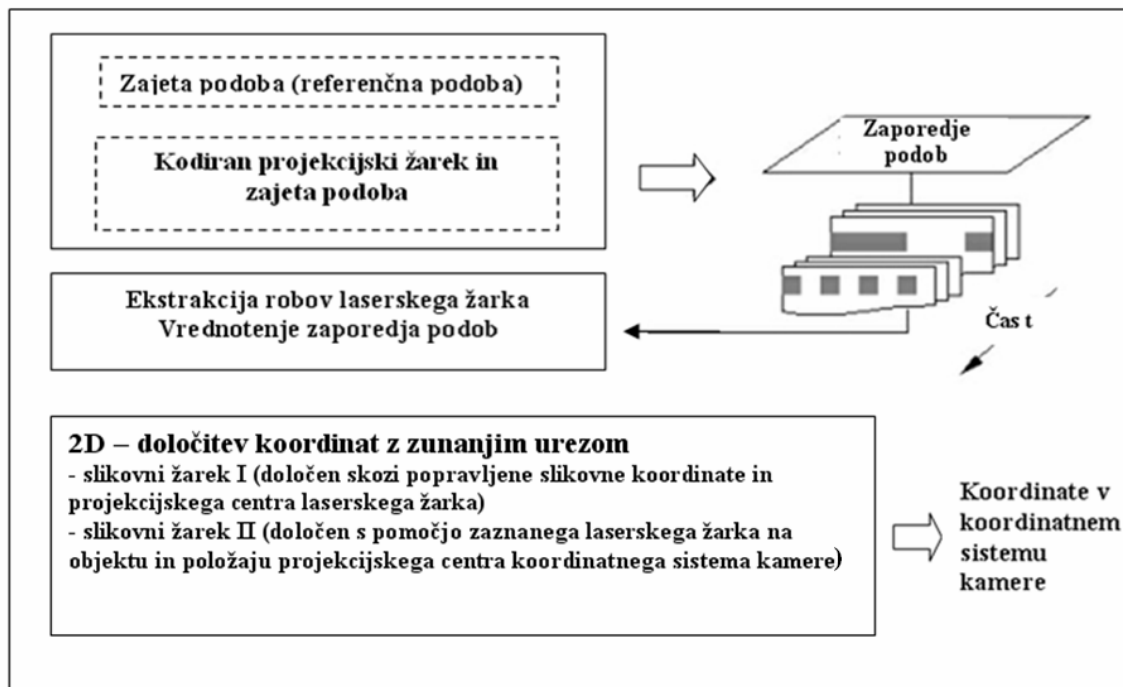 Zajeta podoba (referenčna podoba)
Kodiran projekcijski žarek in
zajeta podoba
Zaporedje
podob
Čas t
Ekstrakcija robov laserskega žarka
Vrednotenje zaporedja podob
2D – določitev koordinat z zunanjim urezom
- slikovni žarek I (določen skozi popravljene slikovne koordinate in
projekcijskega centra laserskega žarka)
- slikovni žarek II (določen s pomočjo zaznanega laserskega žarka na
objektu in položaju projekcijskega centra koordinatnega sistema kamere)
Koordinate v
koordinatnem
sistemu
kamere